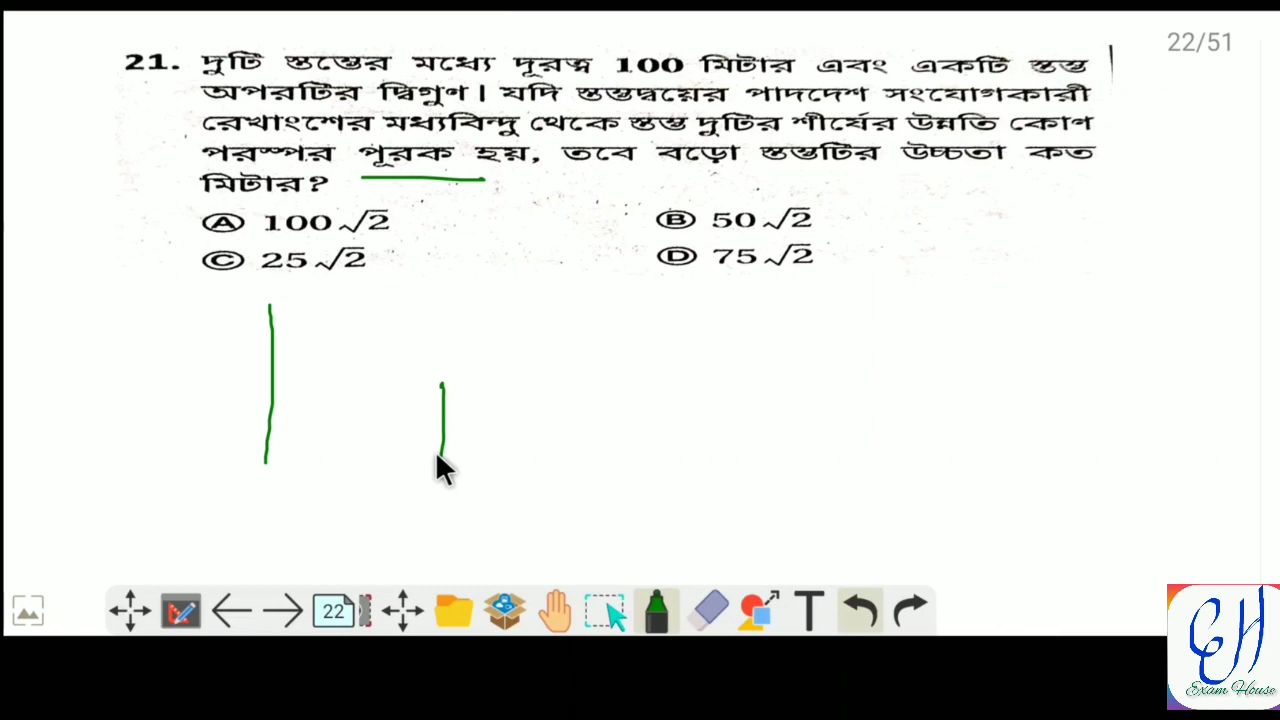 22/51
21. দুটি স্তম্ভের মধ্যে দূরত্ব 100 মিটার এবং একটি স্তম্ভ
অপরটির দ্বিগুণ। যদি স্তম্ভদ্বয়ের পাদদেশ সংযোগকারী
রেখাংশের মধ্যবিন্দু থেকে স্তম্ভ দুটির শীর্ষের উন্নতি কোণ
পরস্পর পূরক হয়, তবে বড়ো স্তম্ভটির উচ্চতা কত
মিটার?
Ⓐ 100√2 Ⓑ 50√2
Ⓒ 25√2 Ⓓ 75√2
22 T
EH
Exam House